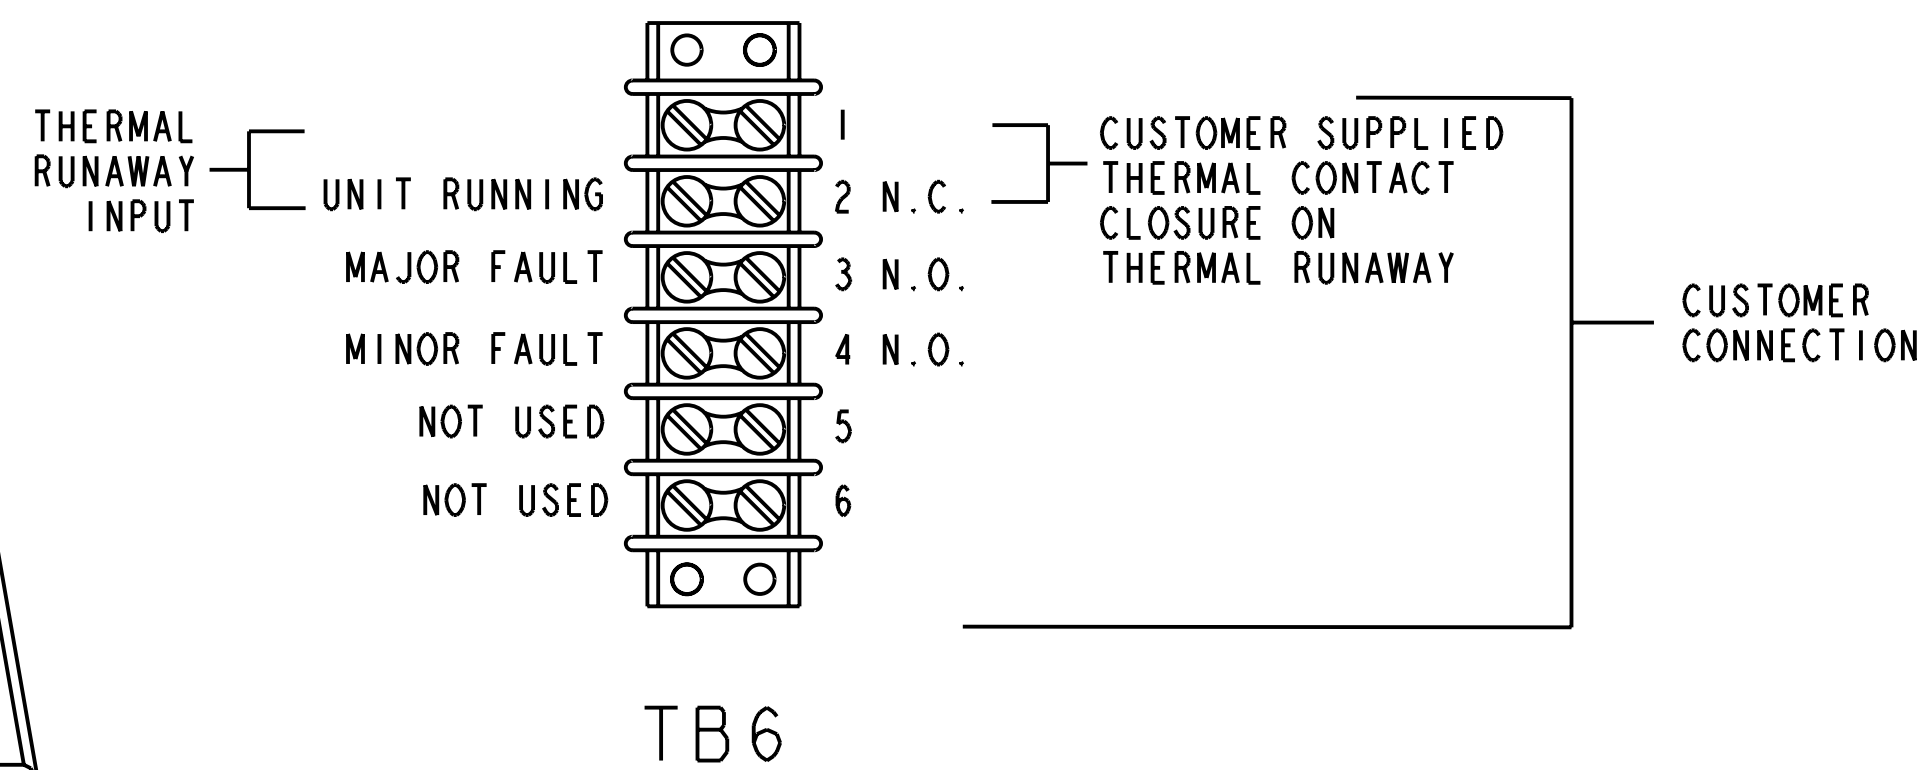 THERMAL
RUNAWAY
INPUT
UNIT RUNNING
MAJOR FAULT
MINOR FAULT
NOT USED
NOT USED
1
2 N.C.
3 N.O.
4 N.O.
5
6
CUSTOMER SUPPLIED
THERMAL CONTACT
CLOSURE ON
THERMAL RUNAWAY
CUSTOMER
CONNECTION
TB6